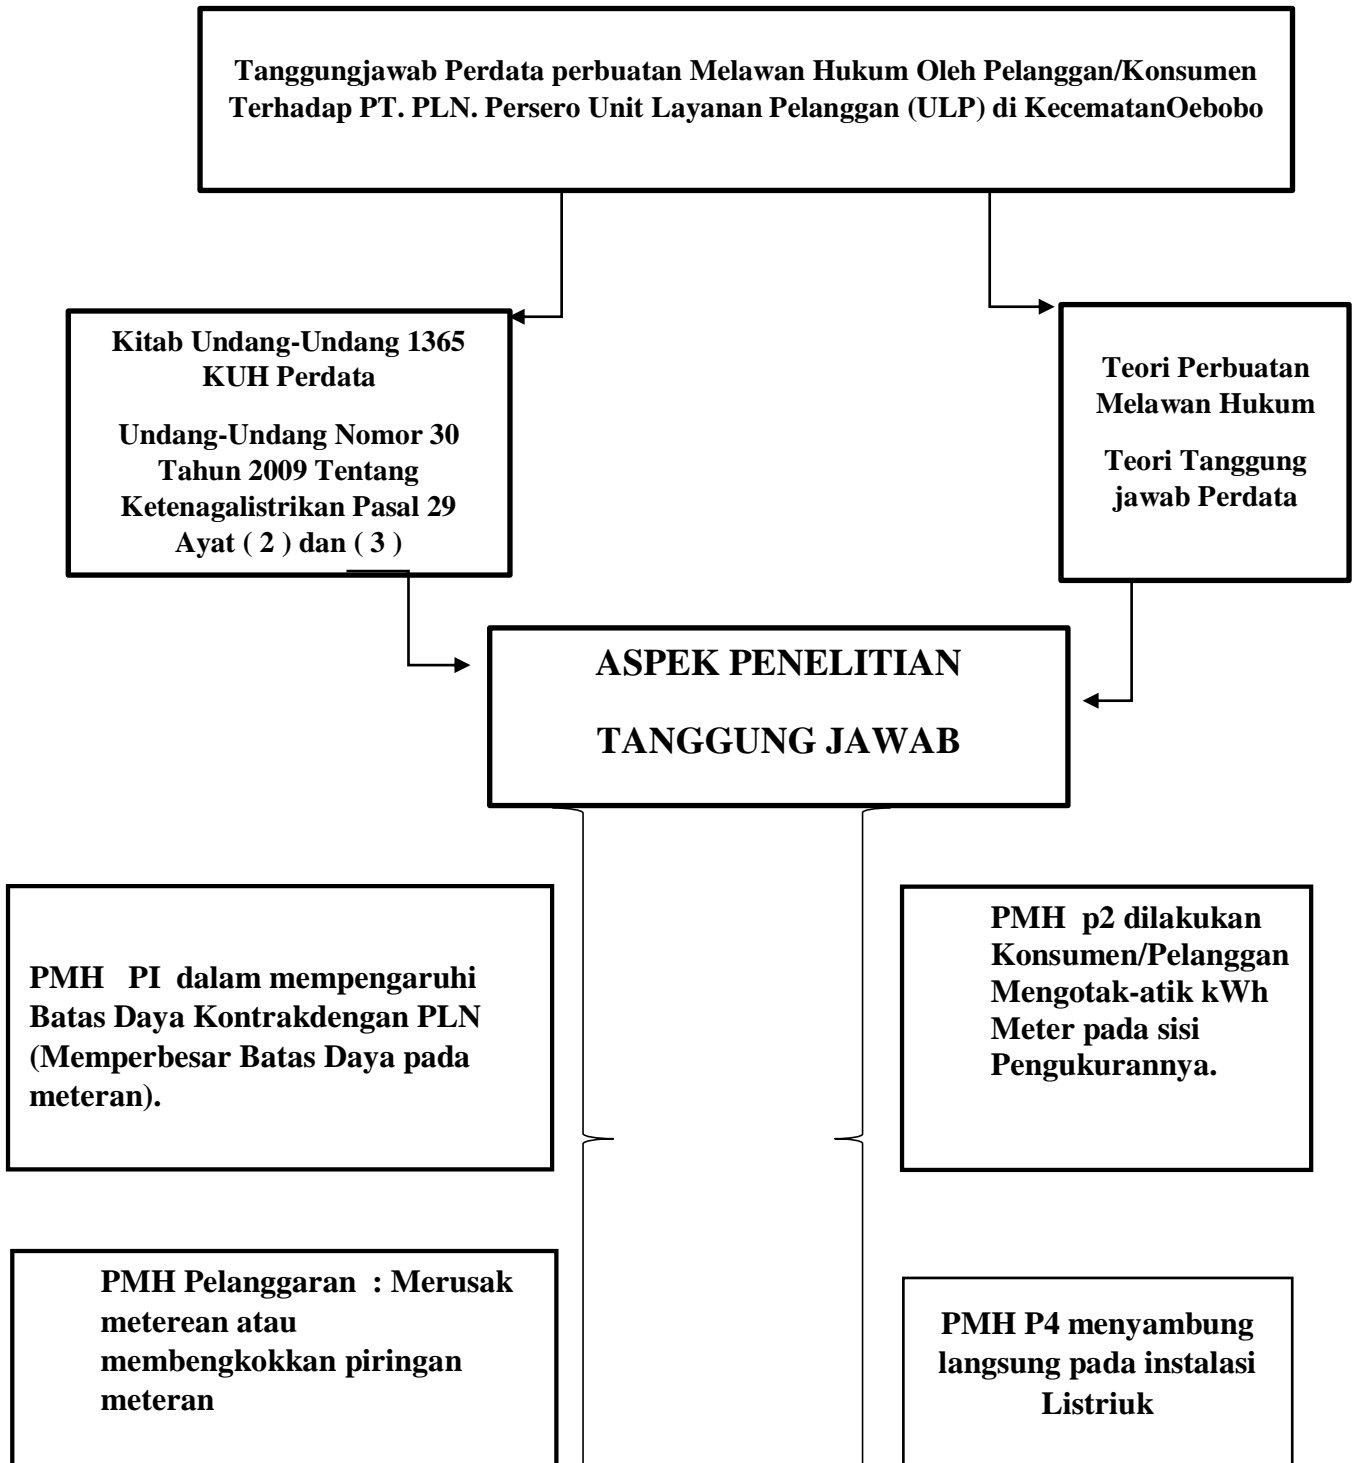 Tanggungjawab Perdata perbuatan Melawan Hukum Oleh Pelanggan/Konsumen
Terhadap PT. PLN. Persero Unit Layanan Pelanggan (ULP) di KecematanOebobo
Kitab Undang-Undang 1365
KUH Perdata
Undang-Undang Nomor 30
Tahun 2009 Tentang
Ketenagalistrikan Pasal 29
Ayat ( 2 ) dan ( 3 )
Teori Perbuatan
Melawan Hukum
Teori Tanggung
jawab Perdata
ASPEK PENELITIAN
TANGGUNG JAWAB
PMH PI dalam mempengaruhi
Batas Daya Kontrakdengan PLN
(Memperbesar Batas Daya pada
meteran).
PMH p2 dilakukan
Konsumen/Pelanggan
Mengotak-atik kWh
Meter pada sisi
Pengukurannya.
PMH Pelanggaran : Merusak
meterean atau
membengkokkan piringan
meteran
PMH P4 menyambung
langsung pada instalasi
Listriuk